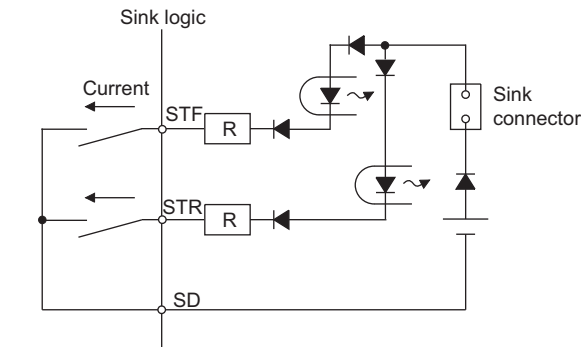 Sink logic
Current
STF
R
Sink
connector
STR
R
SD